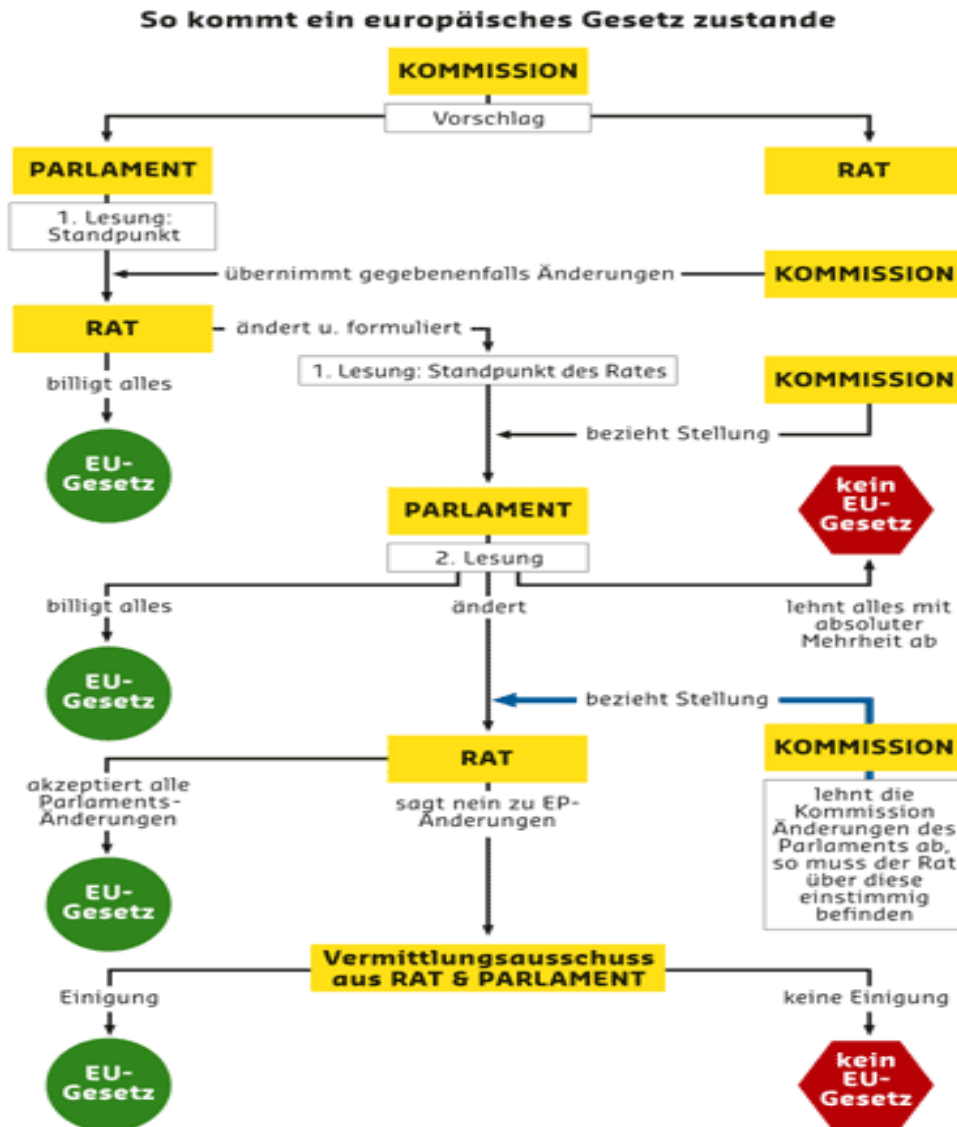 So kommt ein europäisches Gesetz zustande
KOMMISSION
Vorschlag
PARLAMENT
RAT
1. Lesung:
Standpunkt
übernimmt gegebenenfalls Änderungen
KOMMISSION
RAT
ändert u. formuliert
1. Lesung: Standpunkt des Rates
KOMMISSION
billigt alles
bezieht Stellung
EU-
Gesetz
kein
EU-
Gesetz
PARLAMENT
2. Lesung
billigt alles
ändert
lehnt alles mit
absoluter
Mehrheit ab
EU-
Gesetz
bezieht Stellung
RAT
KOMMISSION
akzeptiert alle
Parlaments-
Änderungen
sagt nein zu EP-
Änderungen
lehnt die
Kommission
Änderungen des
Parlaments ab,
so muss der Rat
über diese
einstimmig
befinden
EU-
Gesetz
Vermittlungsausschuss
aus RAT & PARLAMENT
Einigung
keine Einigung
EU-
Gesetz
kein
EU-
Gesetz